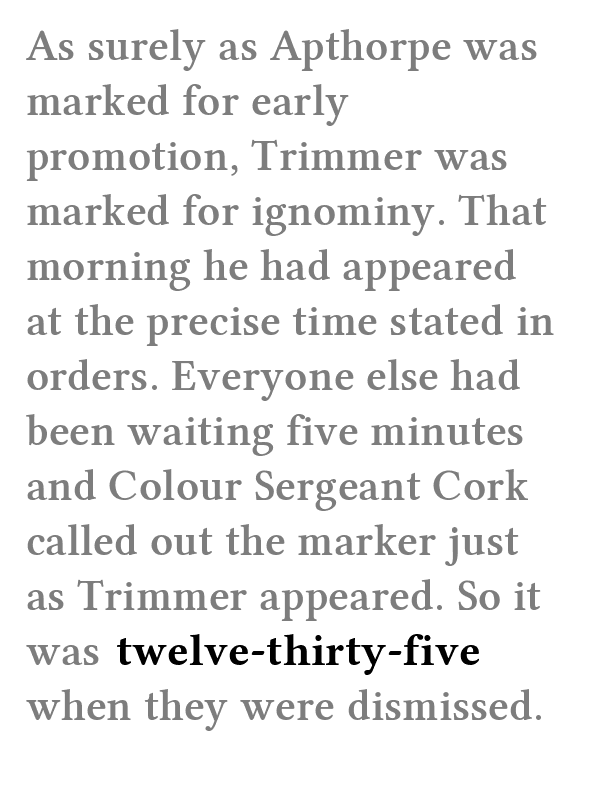 As surely as Apthorpe was
marked for early
promotion, Trimmer was
marked for ignominy. That
morning he had appeared
at the precise time stated in
orders. Everyone else had
been waiting five minutes
and Colour Sergeant Cork
called out the marker just
as Trimmer appeared. So it
was twelve-thirty-five
when they were dismissed.